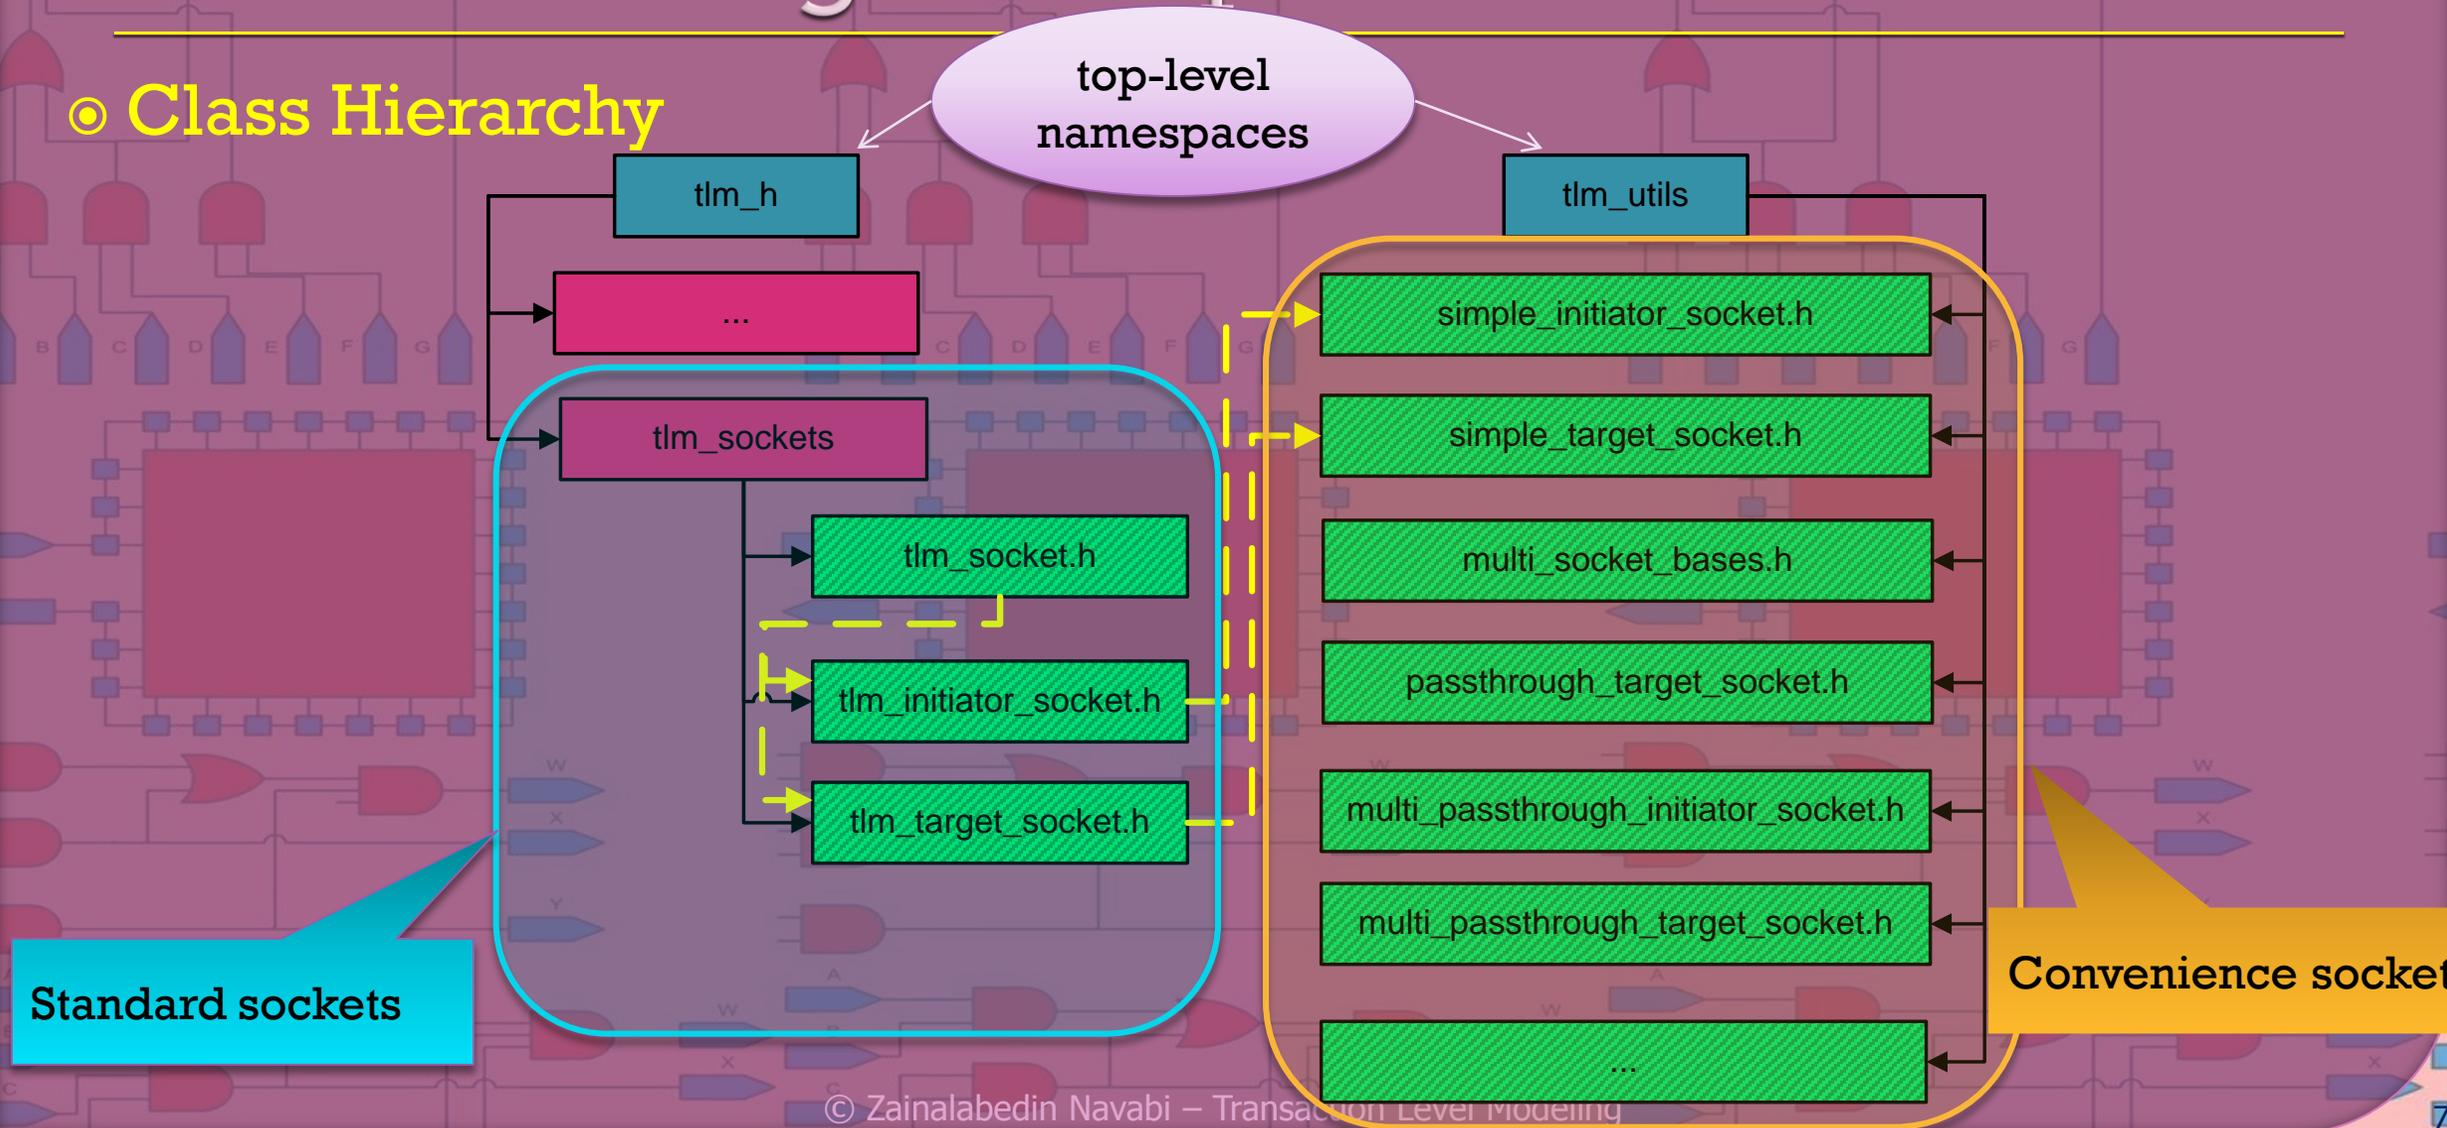 top-level
namespaces
Class Hierarchy
tlm_h
tlm_utils
...
simple_initiator_socket.h
tlm_sockets
simple_target_socket.h
tlm_socket.h
multi_socket_bases.h
tlm_initiator_socket.h
passthrough_target_socket.h
tlm_target_socket.h
multi_passthrough_initiator_socket.h
multi_passthrough_target_socket.h
Standard sockets
Convenience socket
...
© Zainalabedin Navabi – Transaction Level Modeling
7
B C D E F G
C D E F G
F G
W
X
Y
W
X
A
W
X
C
W
A
W
X
X